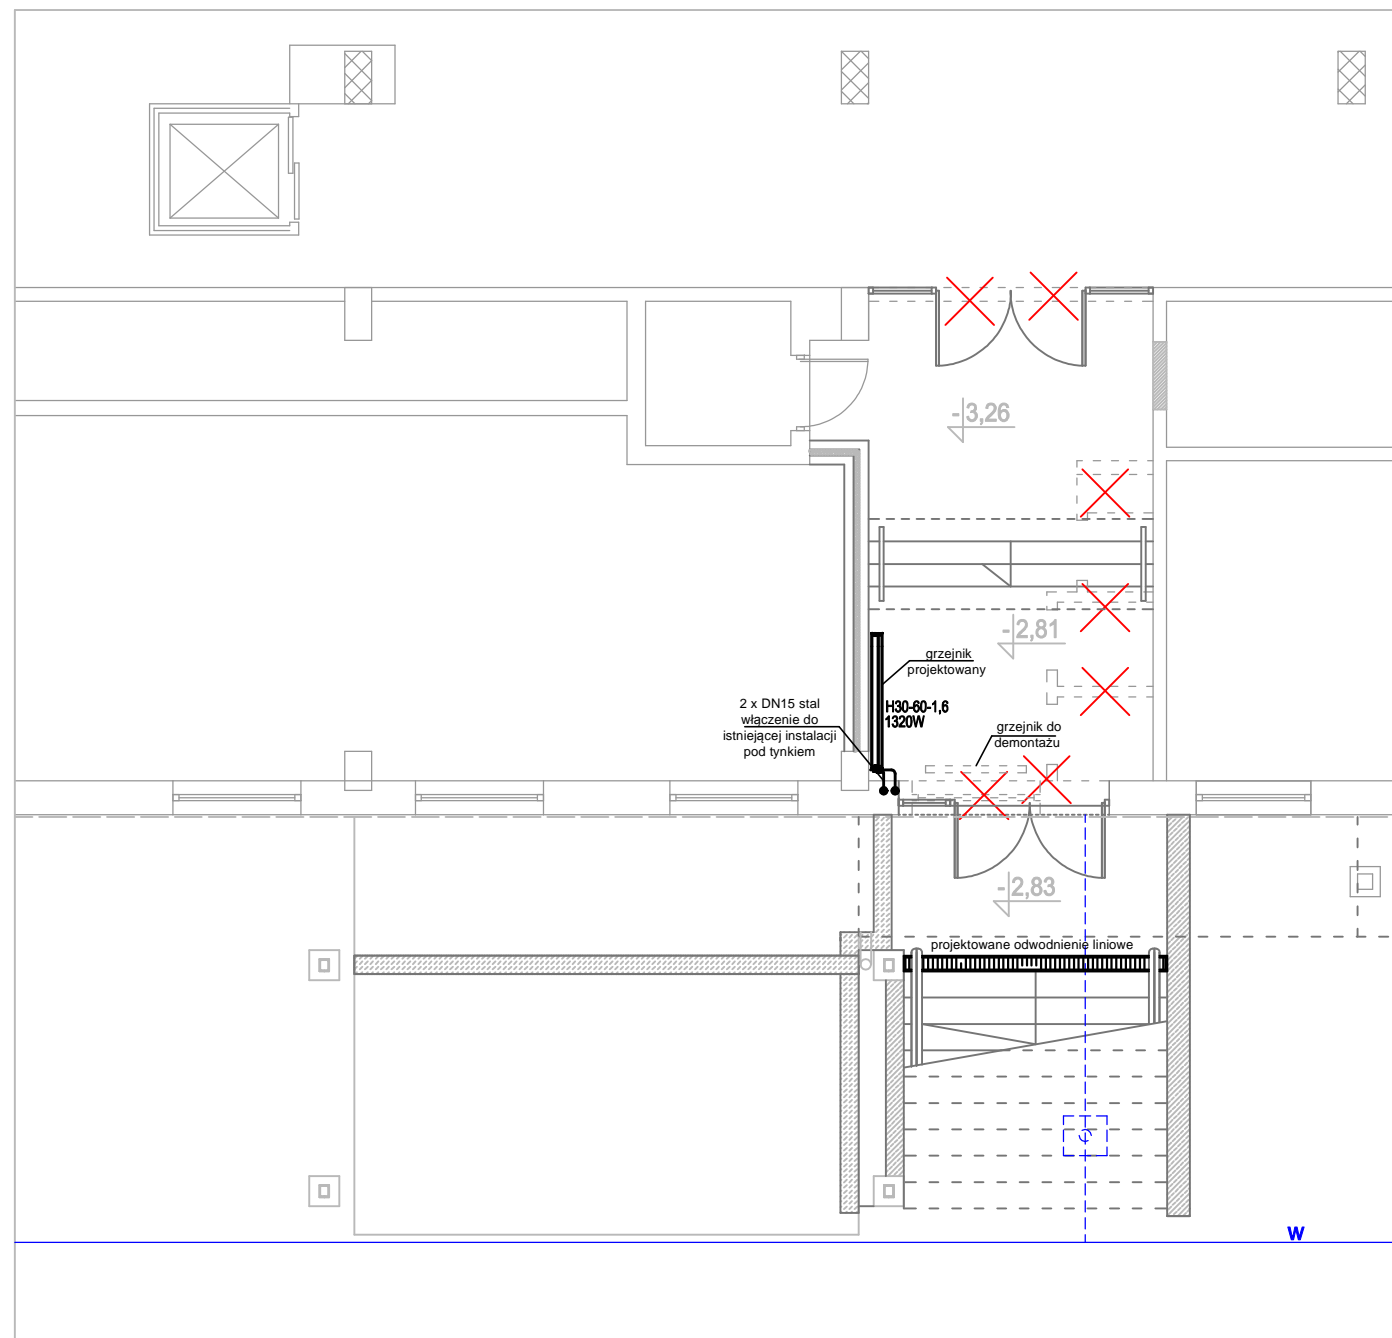 -3,26
-2,81
grzejnik
projektowany
2 x DN15 stal
włączenie do
istniejącej instalacji
pod tynkiem
H30-60-1,6
1320W
grzejnik do
demontażu
-2,83
projektowane odwodnienie liniowe
W